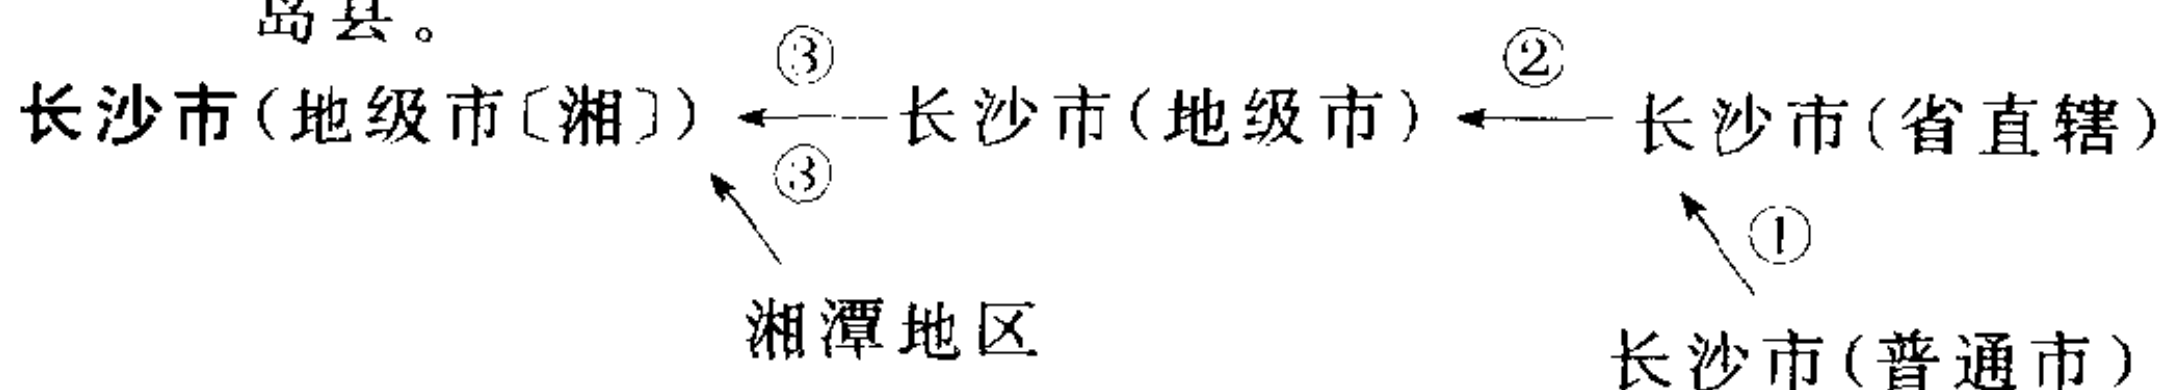 岛县。
③ ②
长沙市(地级市〔湘〕) ← 长沙市(地级市) ← 长沙市(省直辖)
③
①
湘潭地区
长沙市(普通市)